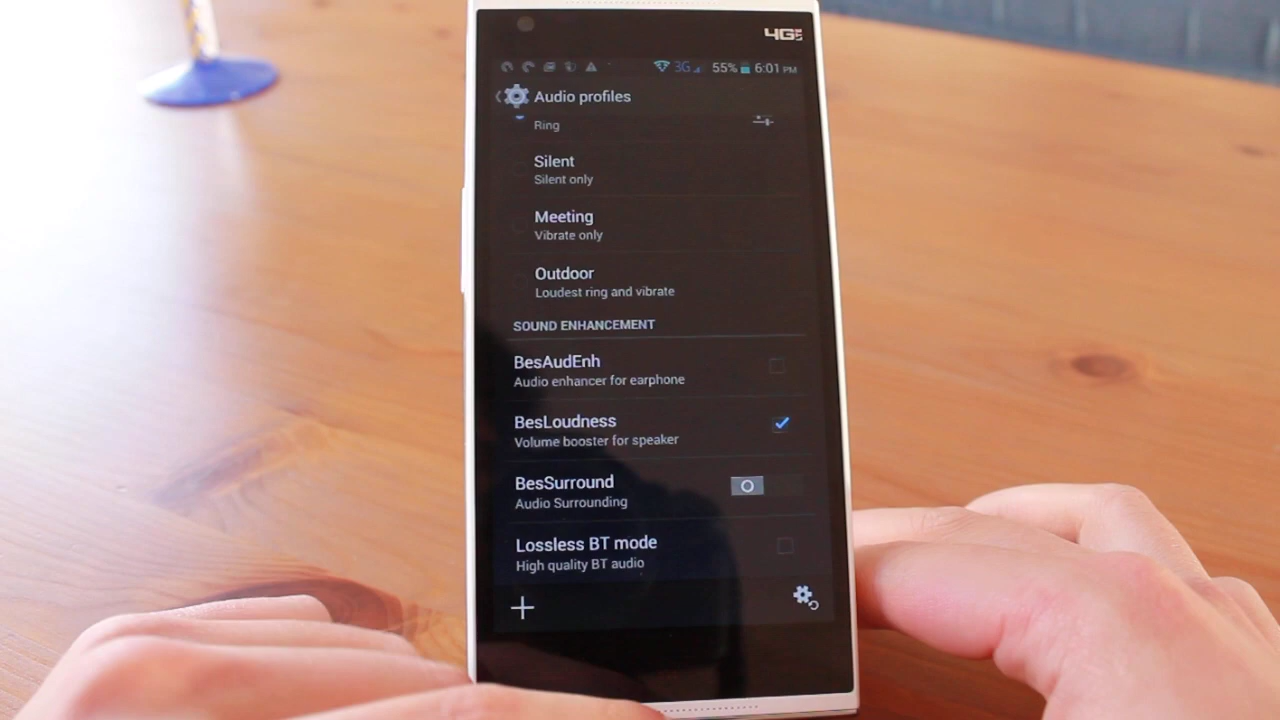 4G LTE
3G 55% 6:01 PM
Audio profiles
Ring
Silent
Silent only
Meeting
Vibrate only
Outdoor
Loudest ring and vibrate
SOUND ENHANCEMENT
BesAudEnh
Audio enhancer for earphone
BesLoudness
Volume booster for speaker
BesSurround
Audio Surrounding
Lossless BT mode
High quality BT audio